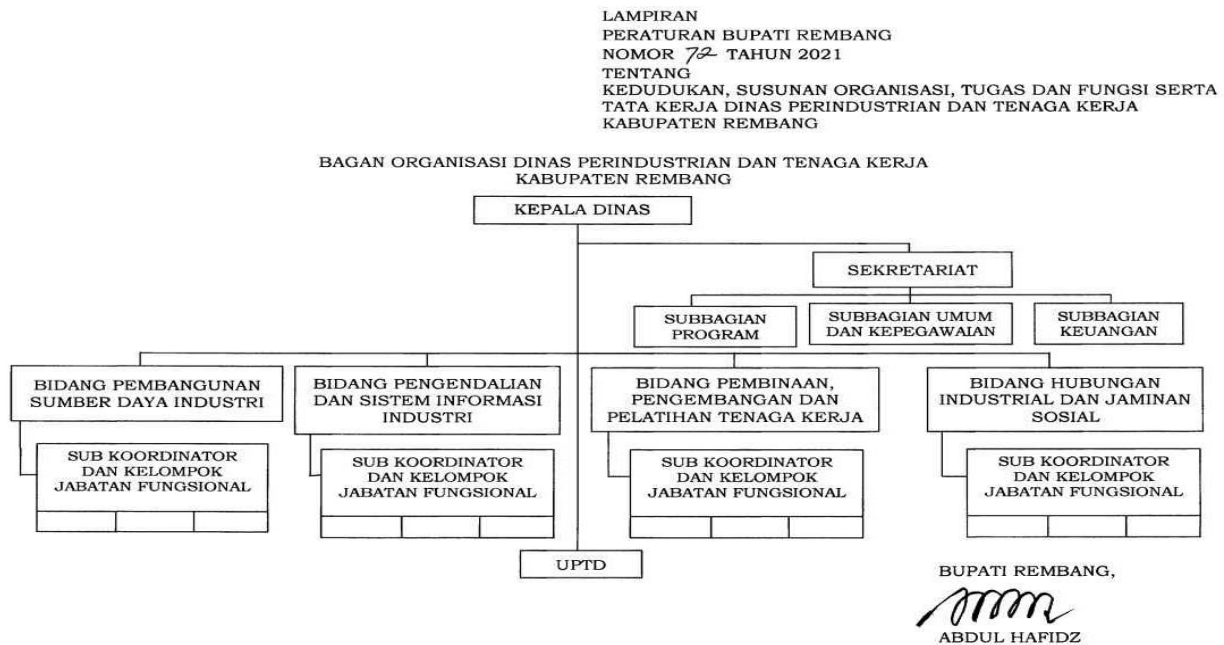 LAMPIRAN
PERATURAN BUPATI REMBANG
NOMOR 72 TAHUN 2021
TENTANG
KEDUDUKAN, SUSUNAN ORGANISASI, TUGAS DAN FUNGSI SERTA
TATA KERJA DINAS PERINDUSTRIAN DAN TENAGA KERJA
KABUPATEN REMBANG
BAGAN ORGANISASI DINAS PERINDUSTRIAN DAN TENAGA KERJA
KABUPATEN REMBANG
KEPALA DINAS
SEKRETARIAT
SUBBAGIAN
PROGRAM
SUBBAGIAN UMUM
DAN KEPEGAWAIAN
SUBBAGIAN
KEUANGAN
BIDANG PEMBANGUNAN
SUMBER DAYA INDUSTRI
BIDANG PENGENDALIAN
DAN SISTEM INFORMASI
INDUSTRI
BIDANG PEMBINAAN,
PENGEMBANGAN DAN
PELATIHAN TENAGA KERJA
BIDANG HUBUNGAN
INDUSTRIAL DAN JAMINAN
SOSIAL
SUB KOORDINATOR
DAN KELOMPOK
JABATAN FUNGSIONAL
SUB KOORDINATOR
DAN KELOMPOK
JABATAN FUNGSIONAL
SUB KOORDINATOR
DAN KELOMPOK
JABATAN FUNGSIONAL
SUB KOORDINATOR
DAN KELOMPOK
JABATAN FUNGSIONAL
UPTD
BUPATI REMBANG,
ABDUL HAFIDZ